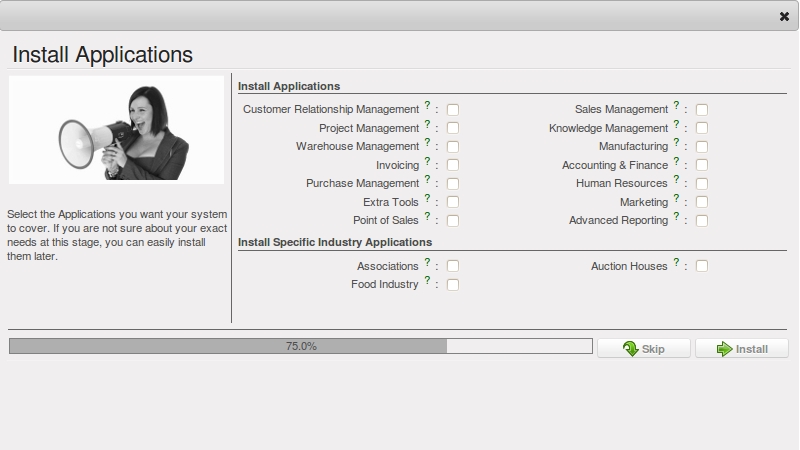 Install Applications
Select the Applications you want your system
to cover. If you are not sure about your exact
needs at this stage, you can easily install
them later.
Install Applications
Customer Relationship Management ? : Sales Management ? :
Project Management ? : Knowledge Management ? :
Warehouse Management ? : Manufacturing ? :
Invoicing ? : Accounting & Finance ? :
Purchase Management ? : Human Resources ? :
Extra Tools ? : Marketing ? :
Point of Sales ? : Advanced Reporting ? :
Install Specific Industry Applications
Associations ? : Auction Houses ? :
Food Industry ? :
75.0% Skip Install